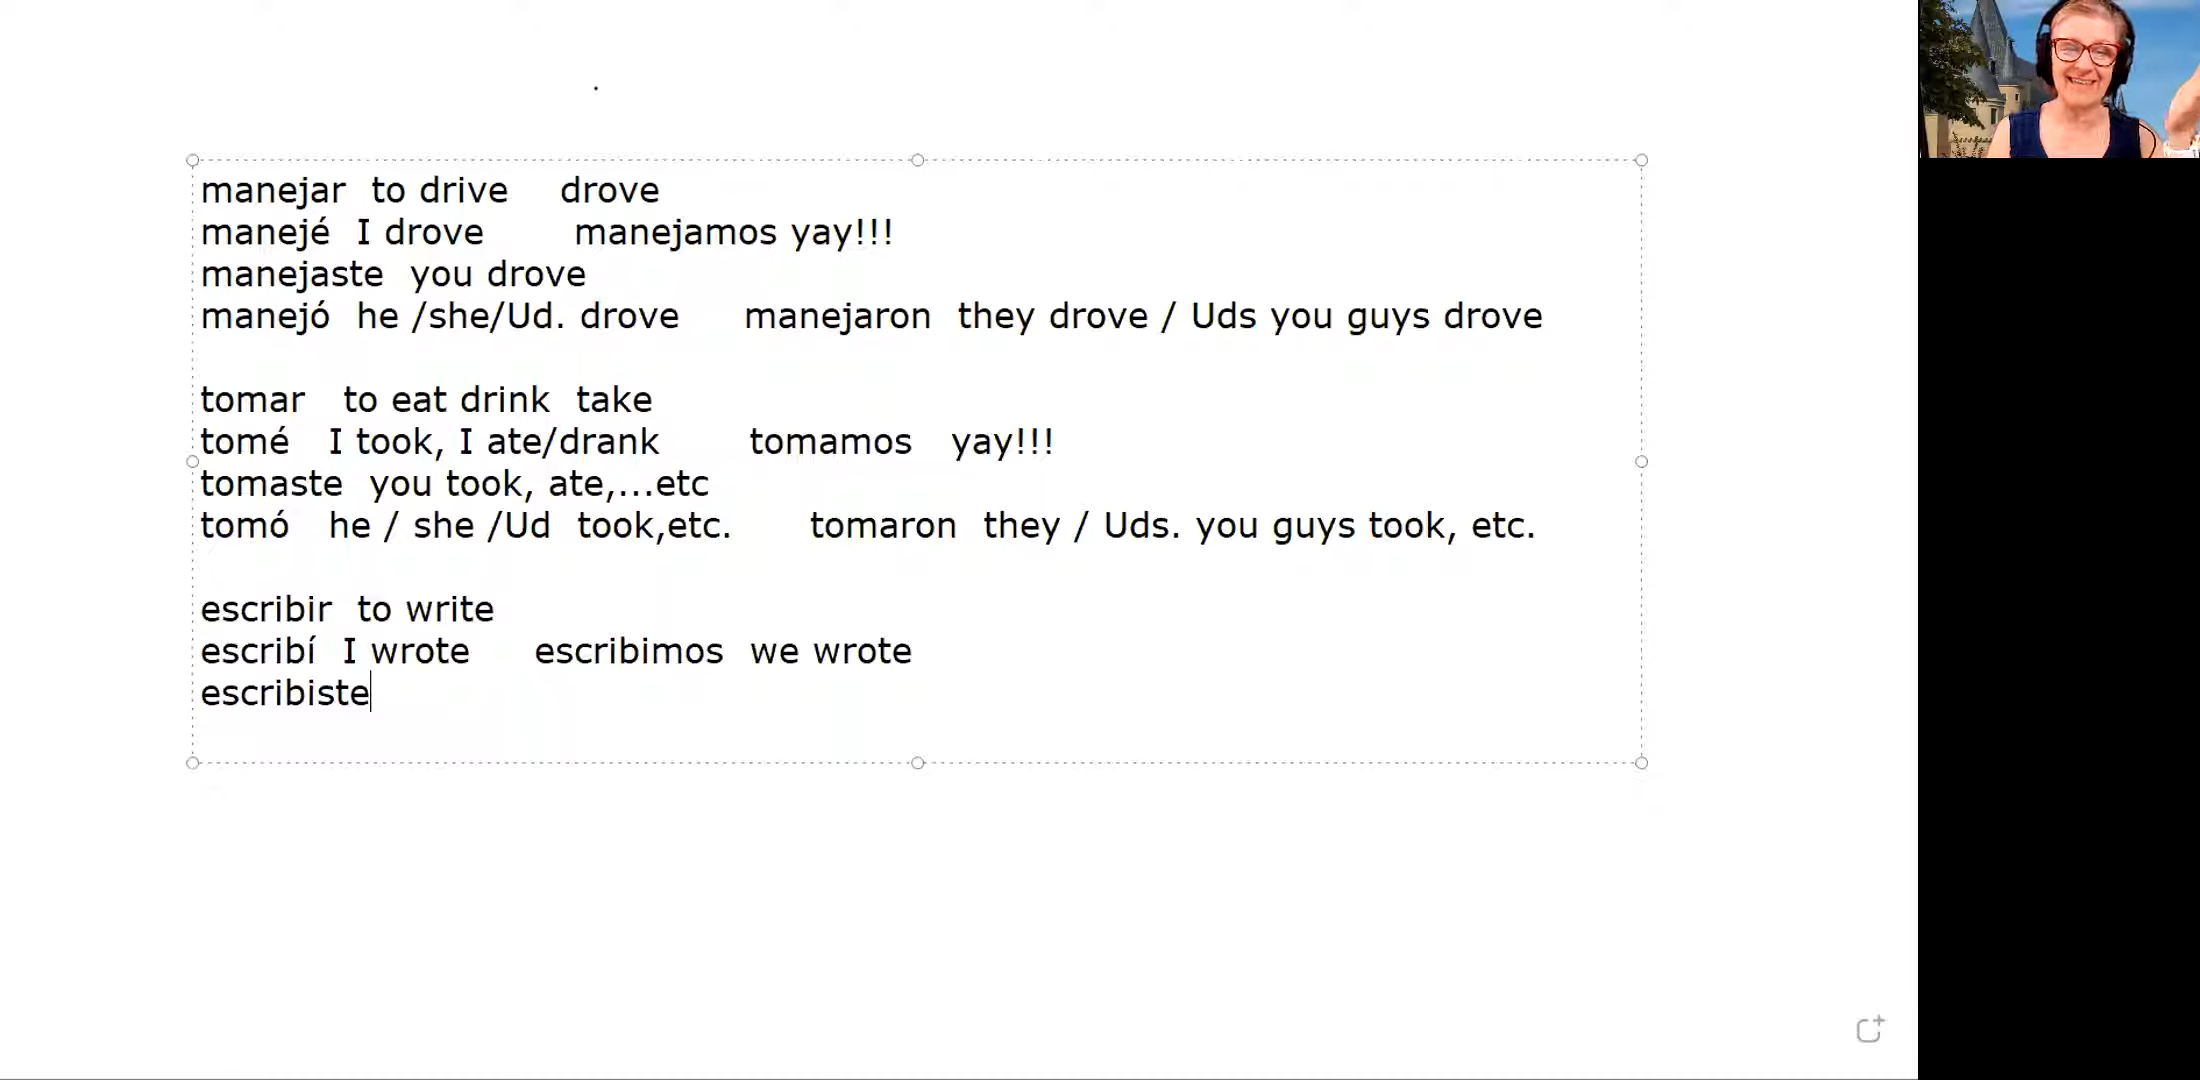 manejar to drive drove
manejé I drove manejamos yay!!!
manejaste you drove
manejó he /she/Ud. drove manejaron they drove / Uds you guys drove
tomar to eat drink take
tomé I took, I ate/drank tomamos yay!!!
tomaste you took, ate,...etc
tomó he / she /Ud took,etc. tomaron they / Uds. you guys took, etc.
escribir to write
escribí I wrote escribimos we wrote
escribiste